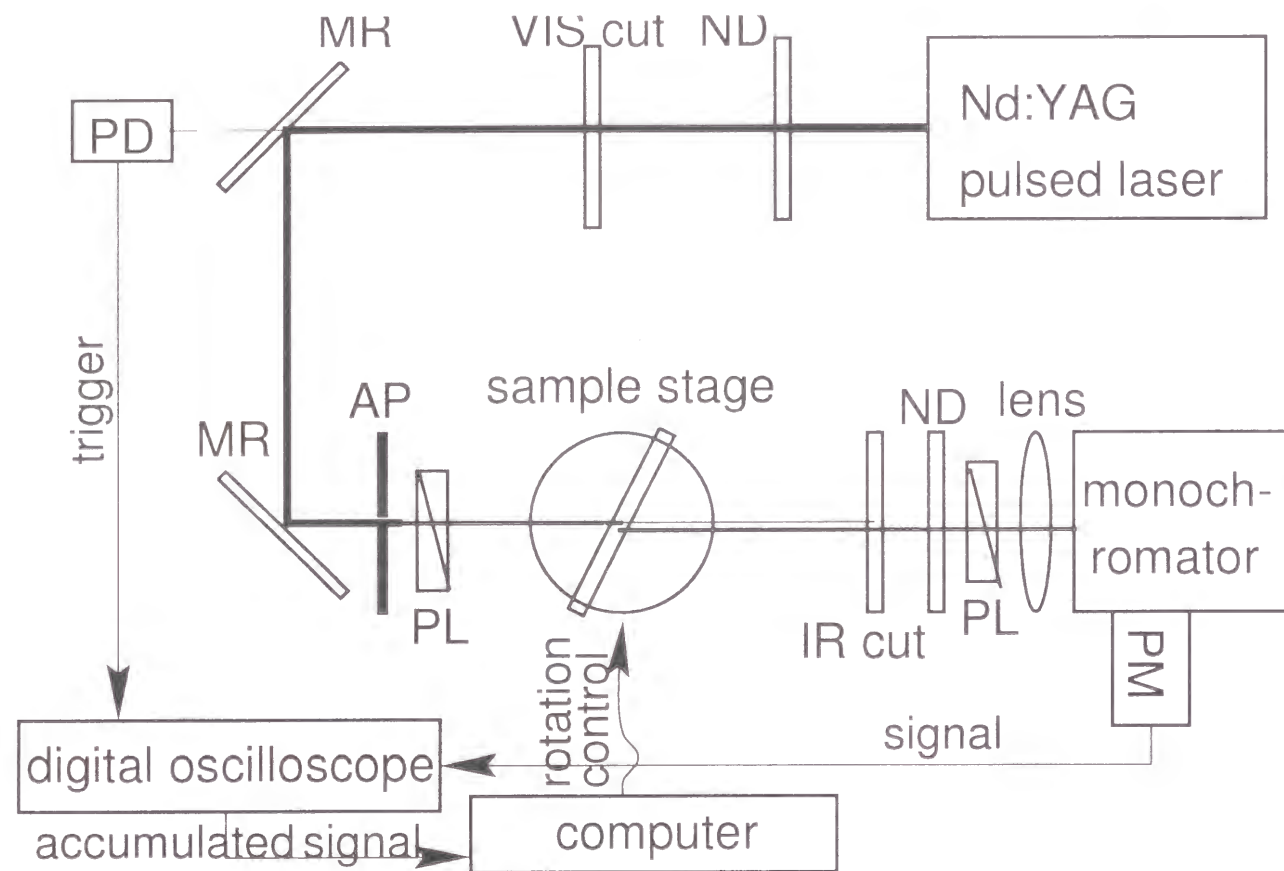 MR
VIS cut
ND
Nd:YAG
pulsed laser
PD
trigger
MR
AP
PL
sample stage
ND
lens
IR cut
PL
monoch-
romator
PM
rotation
control
signal
digital oscilloscope
accumulated signal
computer